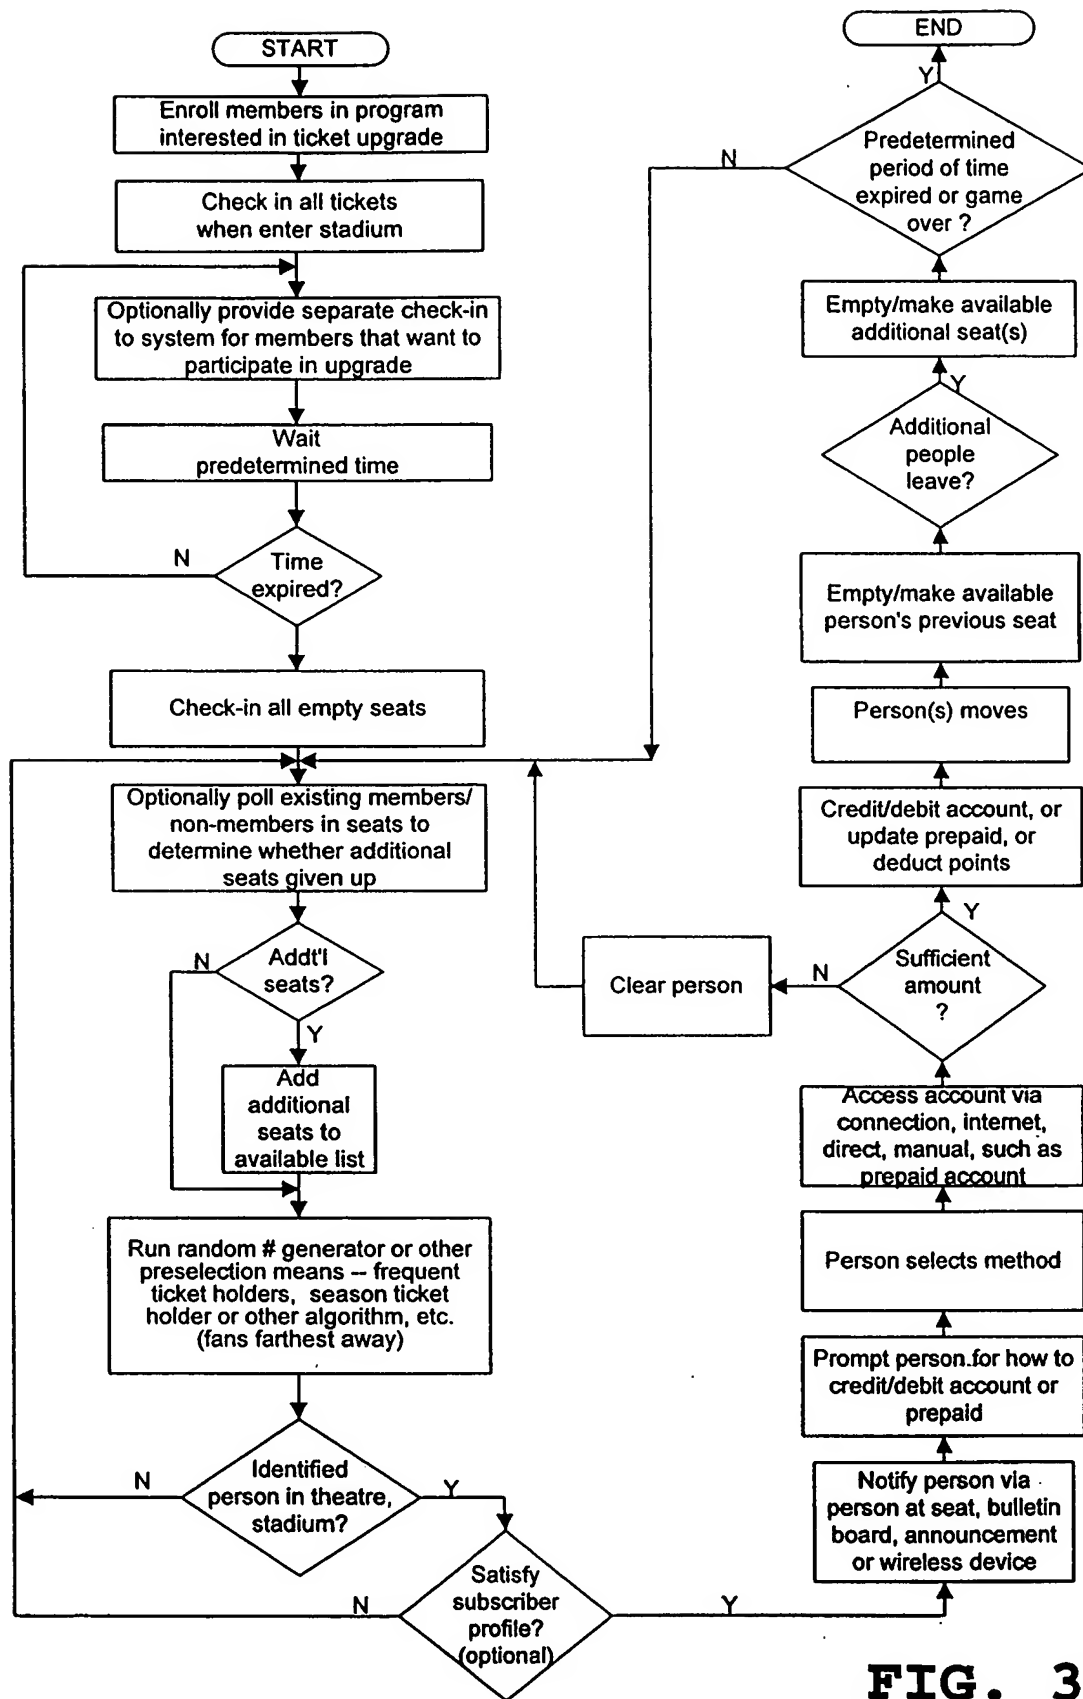 START
Enroll members in program
interested in ticket upgrade
Check in all tickets
when enter stadium
Optionally provide separate check-in
to system for members that want to
participate in upgrade
Wait
predetermined time
N
Time
expired?
Check-in all empty seats
Optionally poll existing members/
non-members in seats to
determine whether additional
seats given up
N
Addt'l
seats?
Y
Add
additional
seats to
available list
Run random # generator or other
preselection means -- frequent
ticket holders, season ticket
holder or other algorithm, etc.
(fans farthest away)
N
Identified
person in theatre,
stadium?
Y
N
Satisfy
subscriber
profile?
(optional)
Y
Notify person via
person at seat, bulletin
board, announcement
or wireless device
Prompt person.for how to
credit/debit account or
prepaid
Person selects method
Access account via
connection, internet,
direct, manual, such as
prepaid account
Sufficient
amount
?
N
Clear person
Y
Credit/debit account, or
update prepaid, or
deduct points
Person(s) moves
Empty/make available
person's previous seat
Additional
people
leave?
Y
Empty/make available
additional seat(s)
Predetermined
period of time
expired or game
over ?
N
Y
END
FIG. 3